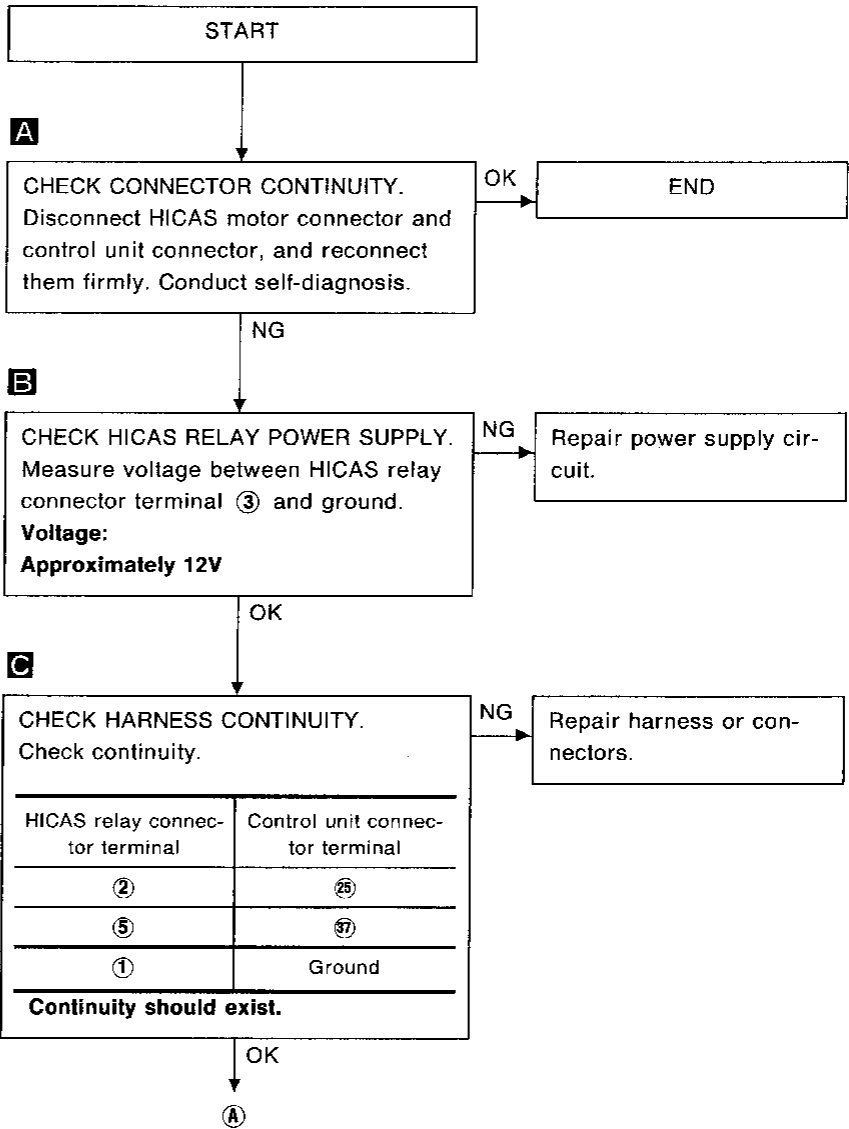 START
A
CHECK CONNECTOR CONTINUITY.
Disconnect HICAS motor connector and
control unit connector, and reconnect
them firmly. Conduct self-diagnosis.
OK
END
NG
B
CHECK HICAS RELAY POWER SUPPLY.
Measure voltage between HICAS relay
connector terminal ③ and ground.
Voltage:
Approximately 12V
NG
Repair power supply cir-
cuit.
OK
C
CHECK HARNESS CONTINUITY.
Check continuity.
NG
Repair harness or con-
nectors.
HICAS relay connec-
tor terminal
Control unit connec-
tor terminal
② ㉕
⑤ ㊲
① Ground
Continuity should exist.
OK
Ⓐ